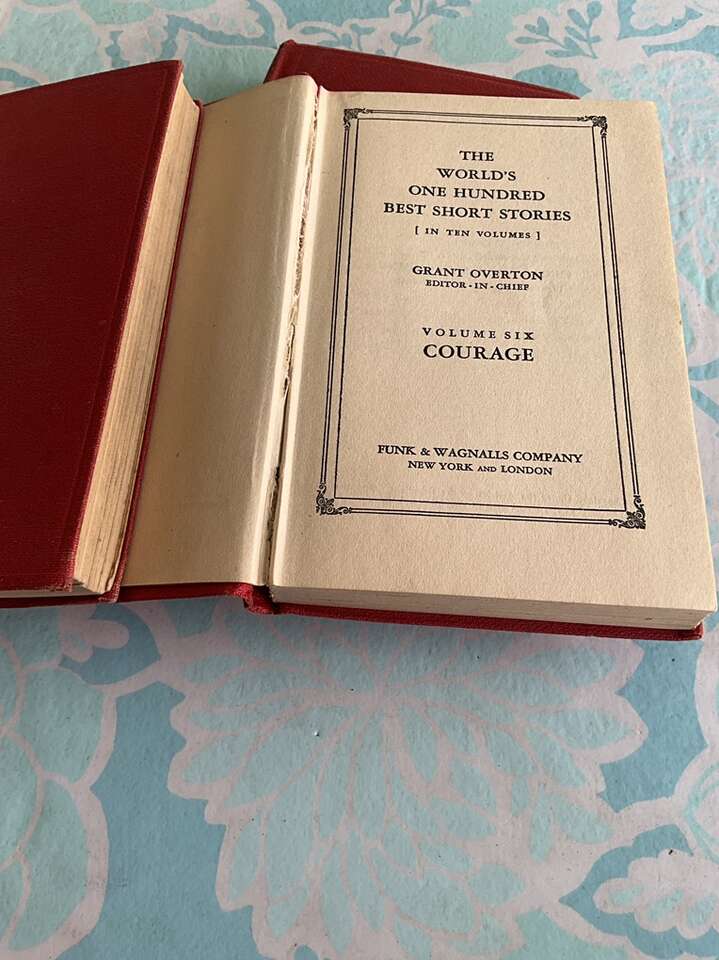 THE
WORLD'S
ONE HUNDRED
BEST SHORT STORIES
[ IN TEN VOLUMES ]
GRANT OVERTON
EDITOR-IN-CHIEF
VOLUME SIX
COURAGE
FUNK & WAGNALLS COMPANY
NEW YORK AND LONDON